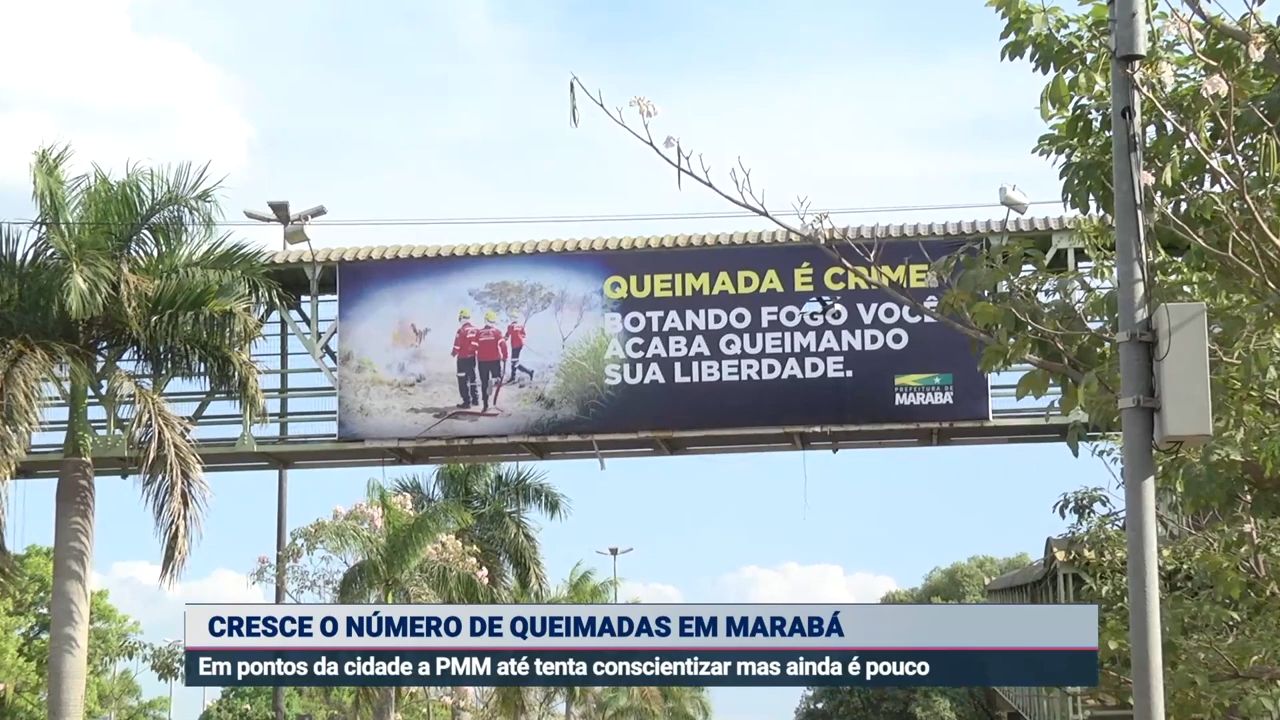 QUEIMADA É CRIME.
BOTANDO FOGO VOCÊ
ACABA QUEIMANDO
SUA LIBERDADE.
PREFEITURA DE
MARABÁ
CRESCE O NÚMERO DE QUEIMADAS EM MARABÁ
Em pontos da cidade a PMM até tenta conscientizar mas ainda é pouco